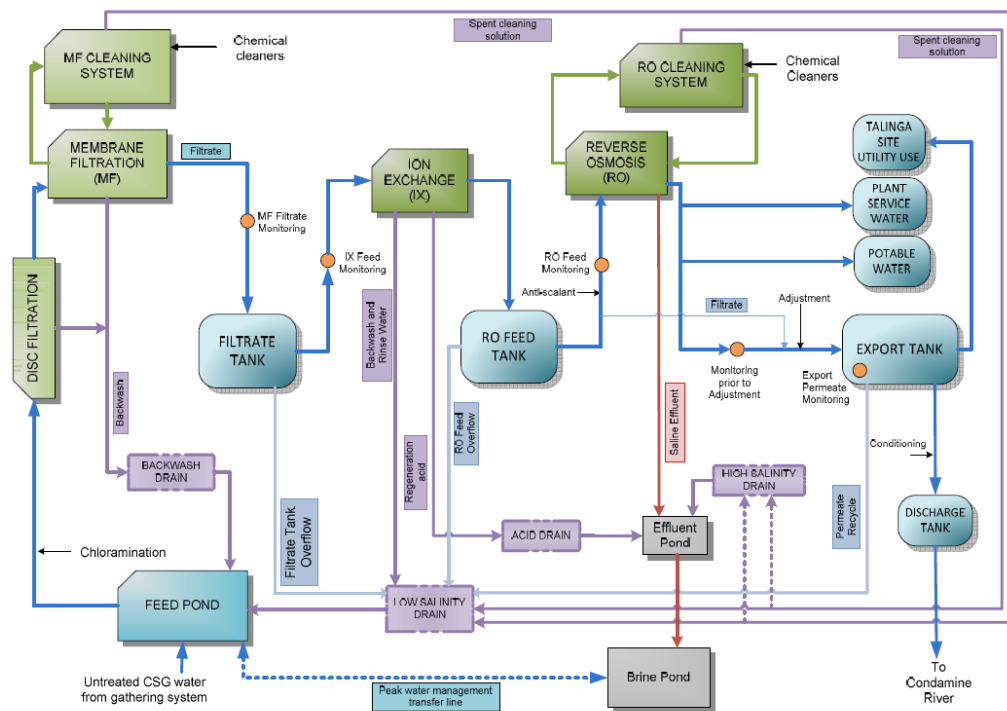 Spent cleaning
solution
Spent cleaning
solution
MF CLEANING
SYSTEM
Chemical
cleaners
RO CLEANING
SYSTEM
Chemical
Cleaners
MEMBRANE
FILTRATION
(MF)
Filtrate
ION
EXCHANGE
(IX)
REVERSE
OSMOSIS
(RO)
TALINGA
SITE
UTILITY USE
PLANT
SERVICE
WATER
POTABLE
WATER
MF Filtrate
Monitoring
IX Feed
Monitoring
RO Feed
Monitoring
Anti-scalant
DISC FILTRATION
FILTRATE
TANK
Backwash and
Rinse Water
RO FEED
TANK
Filtrate
Adjustment
EXPORT TANK
Monitoring
prior to
Adjustment
Export
Permeate
Monitoring
Backwash
RO Feed
Overflow
Saline Effluent
Conditioning
BACKWASH
DRAIN
Regeneration
acid
HIGH SALINITY
DRAIN
Permeate
Recycle
DISCHARGE
TANK
Filtrate Tank
Overflow
ACID DRAIN
Effluent
Pond
Chloramination
FEED POND
LOW SALINITY
DRAIN
Untreated CSG water
from gathering system
Peak water management
transfer line
Brine Pond
To
Condamine
River